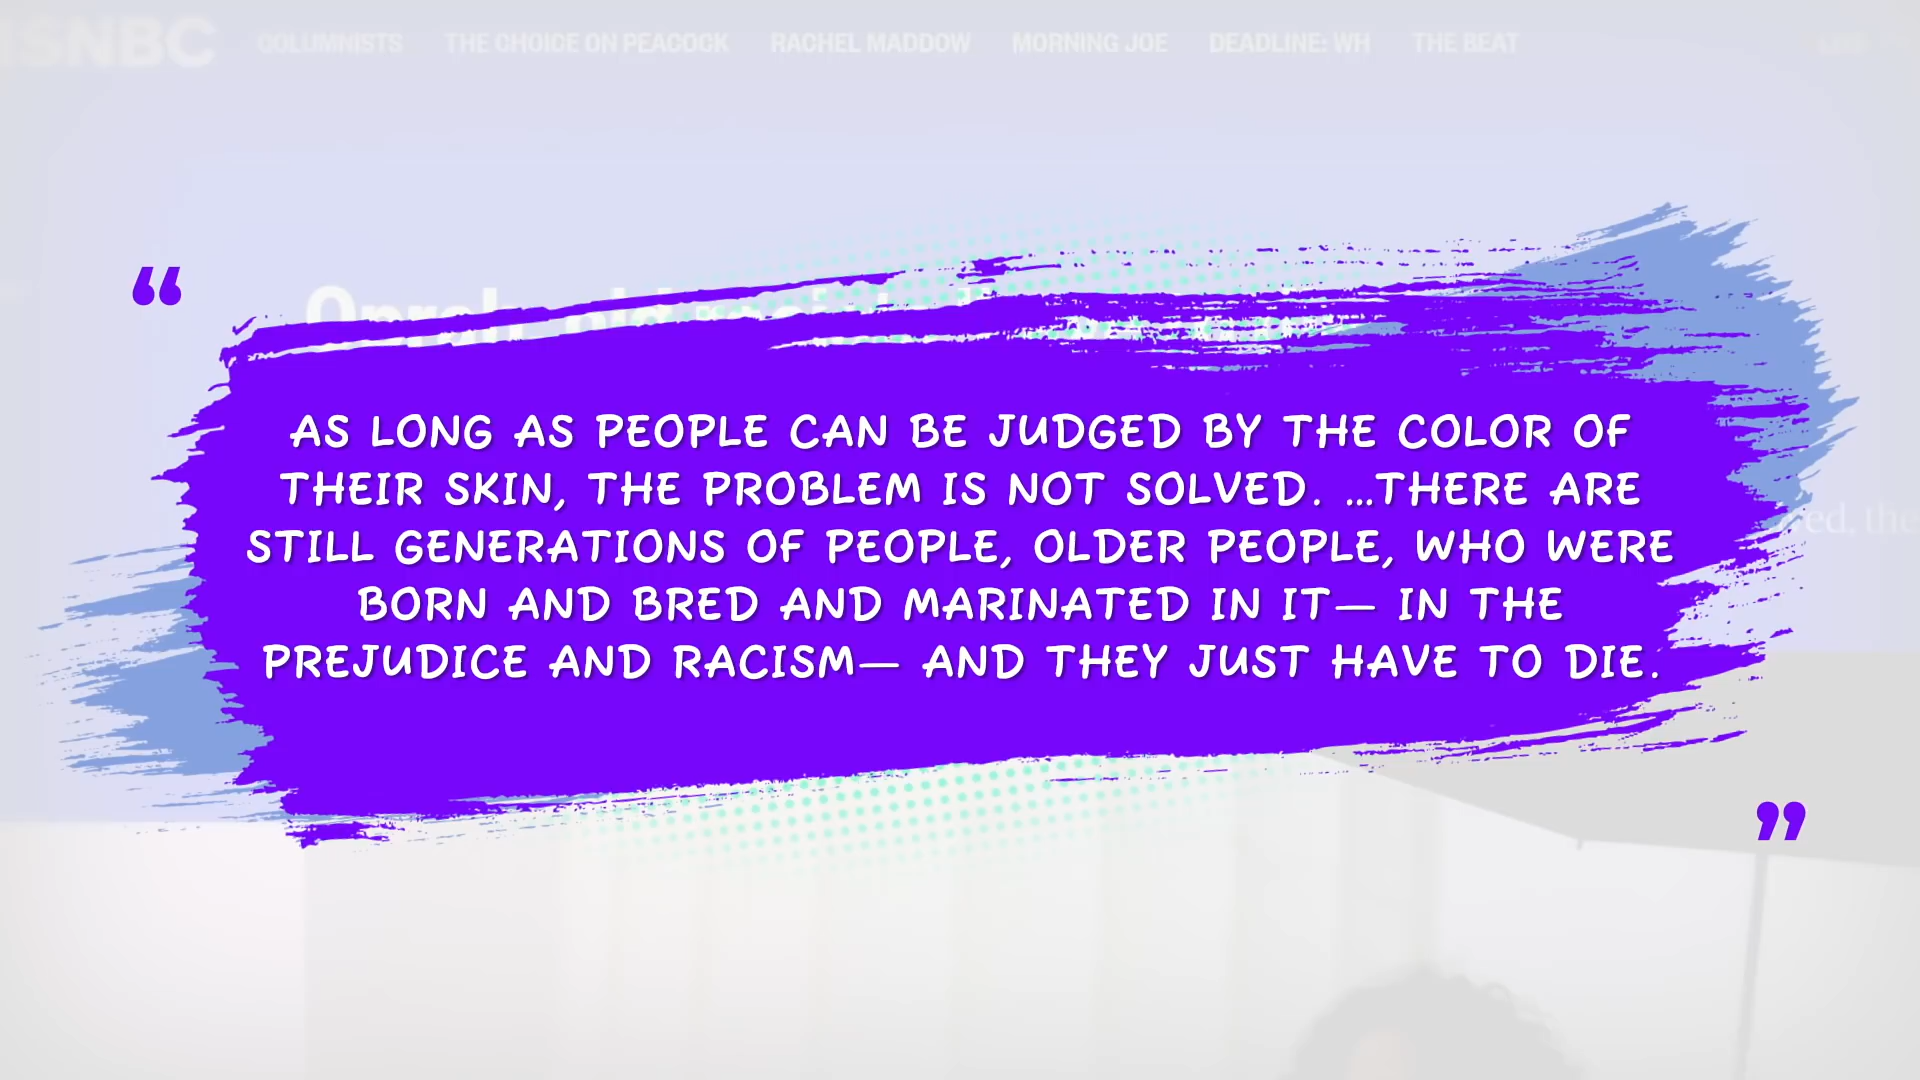 ISNBC COLUMNISTS THE CHOICE ON PEACOCK RACHEL MADDOW MORNING JOE DEADLINE: WH THE BEAT
“
Oprah
AS LONG AS PEOPLE CAN BE JUDGED BY THE COLOR OF
THEIR SKIN, THE PROBLEM IS NOT SOLVED. ...THERE ARE
STILL GENERATIONS OF PEOPLE, OLDER PEOPLE, WHO WERE
BORN AND BRED AND MARINATED IN IT— IN THE
PREJUDICE AND RACISM— AND THEY JUST HAVE TO DIE.
the
”